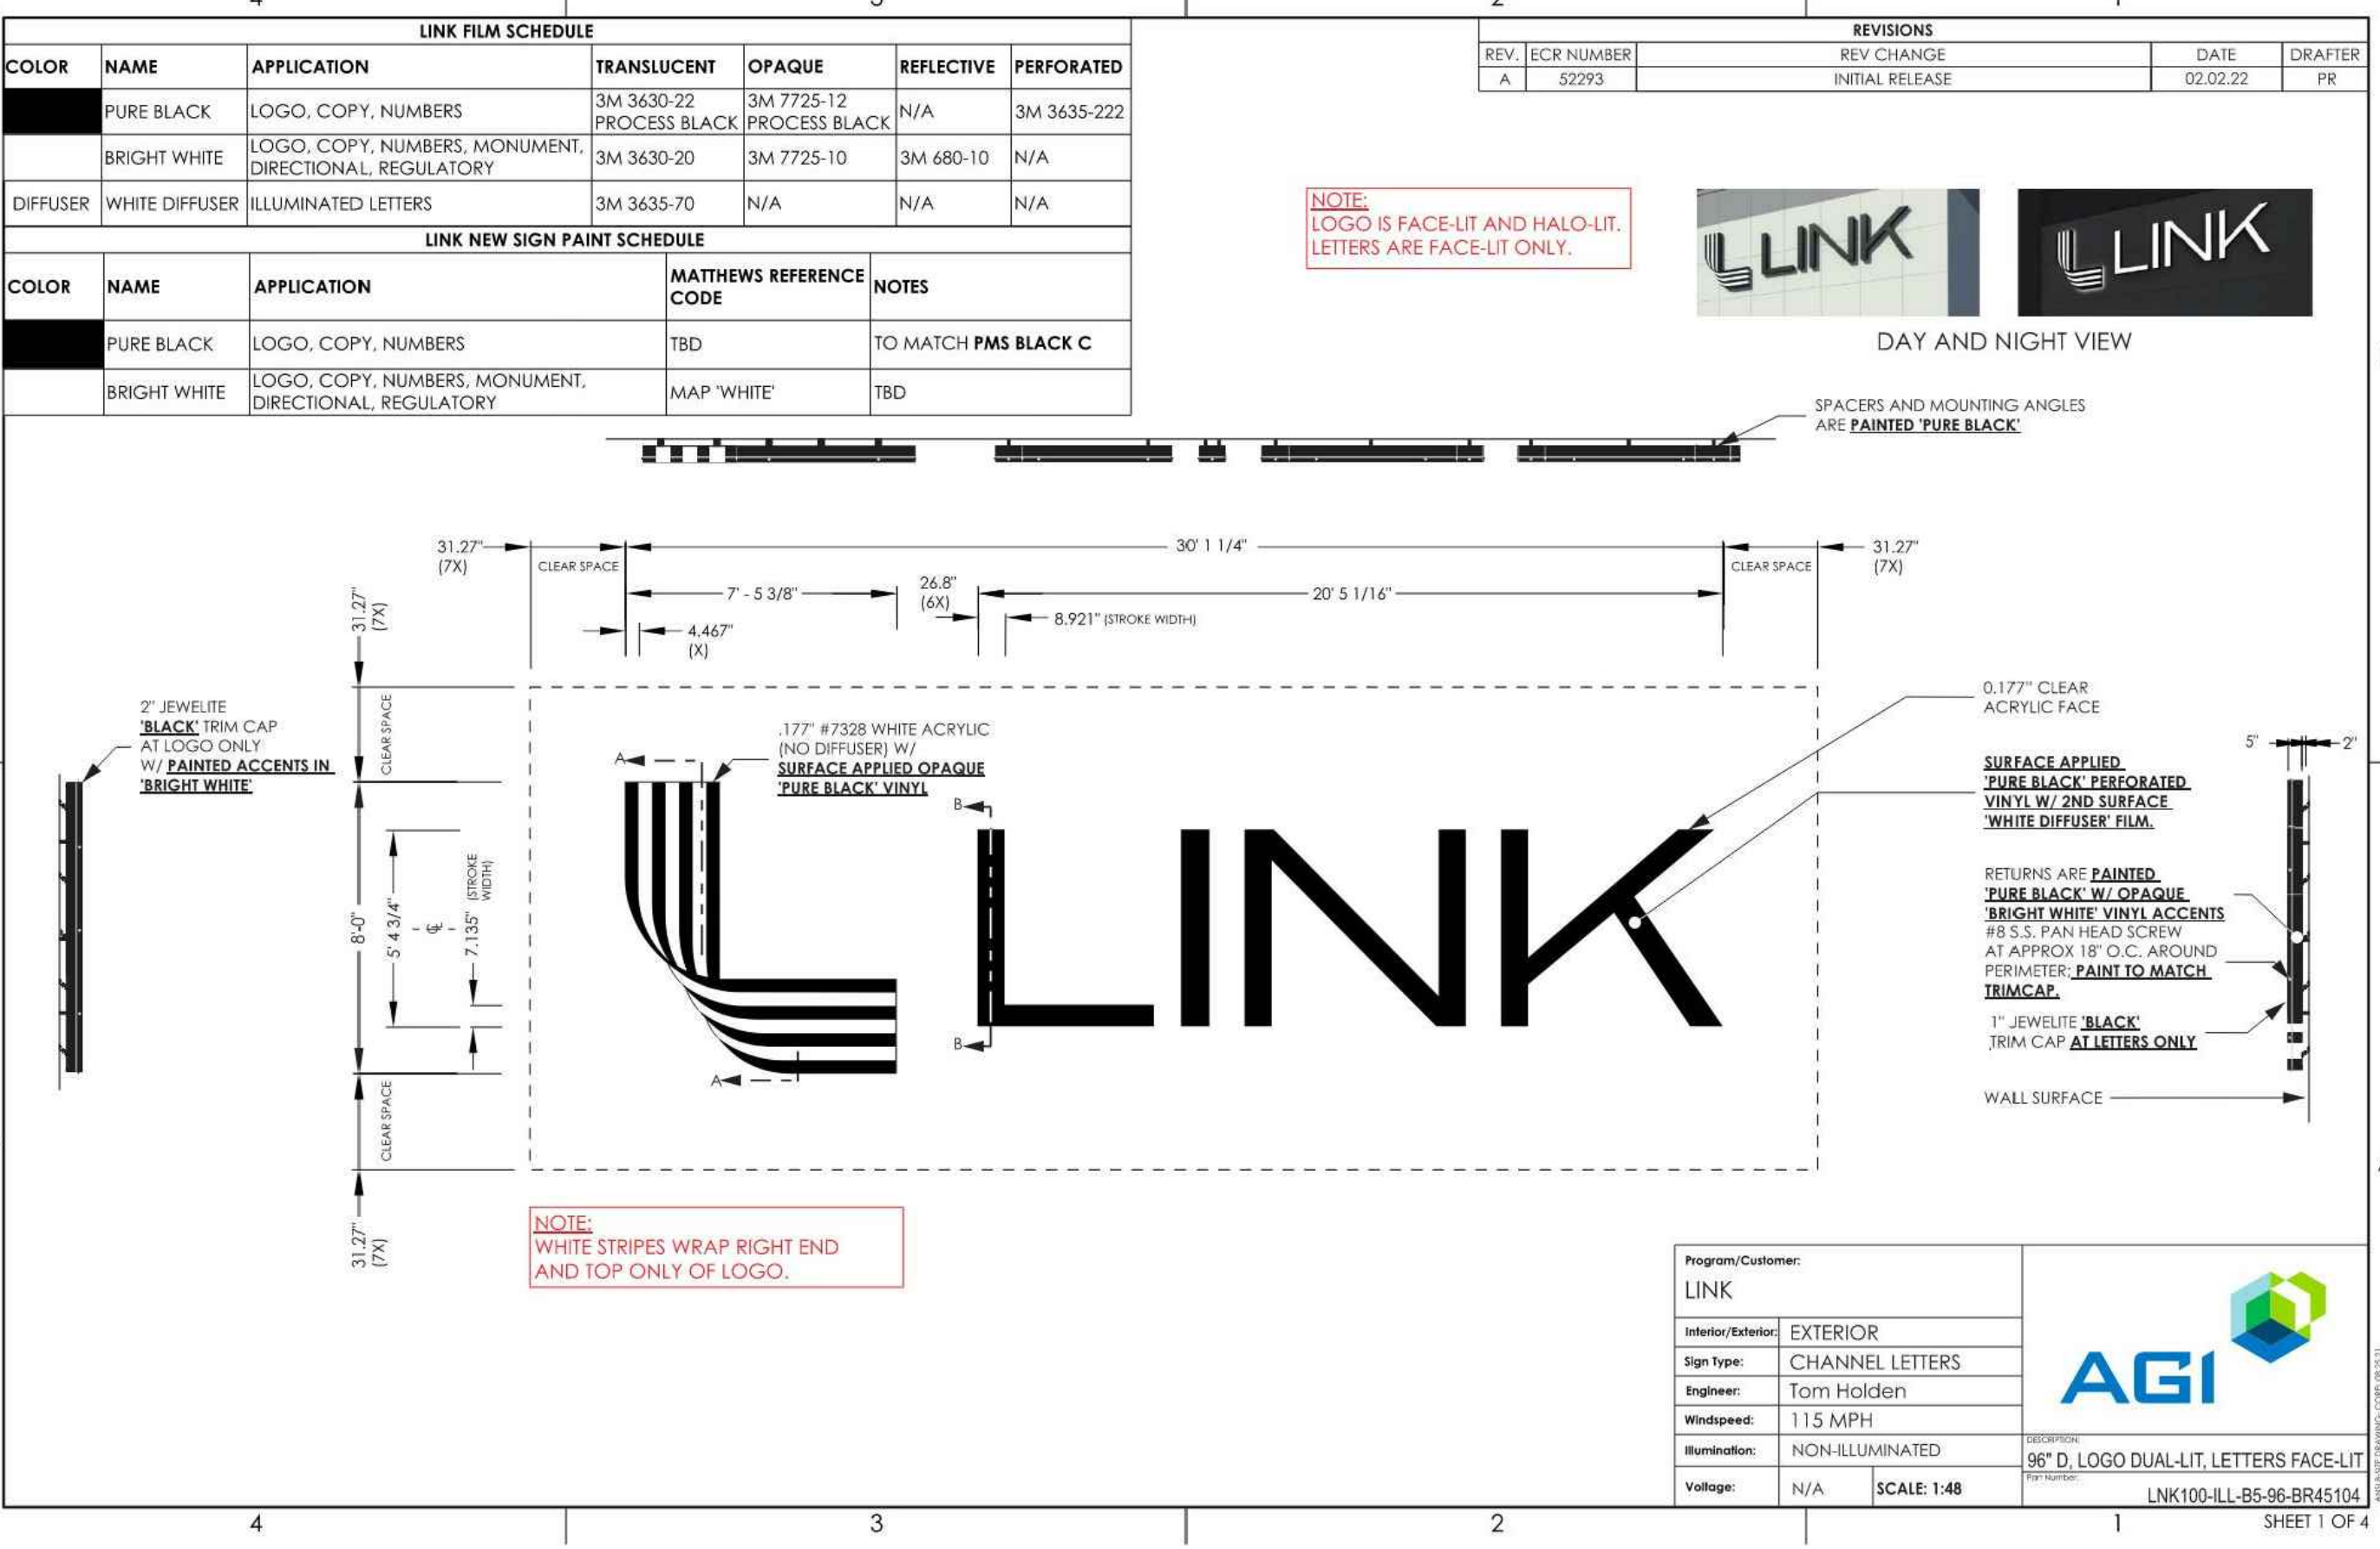 4
3
2
1
LINK FILM SCHEDULE
COLOR NAME APPLICATION TRANSLUCENT OPAQUE REFLECTIVE PERFORATED
PURE BLACK LOGO, COPY, NUMBERS 3M 3630-22 PROCESS BLACK 3M 7725-12 PROCESS BLACK N/A 3M 3635-222
BRIGHT WHITE LOGO, COPY, NUMBERS, MONUMENT, DIRECTIONAL, REGULATORY 3M 3630-20 3M 7725-10 3M 680-10 N/A
DIFFUSER WHITE DIFFUSER ILLUMINATED LETTERS 3M 3635-70 N/A N/A N/A
LINK NEW SIGN PAINT SCHEDULE
COLOR NAME APPLICATION MATTHEWS REFERENCE CODE NOTES
PURE BLACK LOGO, COPY, NUMBERS TBD TO MATCH PMS BLACK C
BRIGHT WHITE LOGO, COPY, NUMBERS, MONUMENT, DIRECTIONAL, REGULATORY MAP 'WHITE' TBD
REVISIONS
REV. ECR NUMBER REV CHANGE DATE DRAFTER
A 52293 INITIAL RELEASE 02.02.22 PR
NOTE:
LOGO IS FACE-LIT AND HALO-LIT.
LETTERS ARE FACE-LIT ONLY.
LINK
LINK
DAY AND NIGHT VIEW
SPACERS AND MOUNTING ANGLES
ARE PAINTED 'PURE BLACK'
31.27"
(7X)
CLEAR SPACE
30' 1 1/4"
CLEAR SPACE
31.27"
(7X)
7' - 5 3/8"
26.8"
(6X)
20' 5 1/16"
8.921" (STROKE WIDTH)
4.467"
(X)
31.27"
(7X)
CLEAR SPACE
8'-0"
5' 4 3/4"
℄
7.135" (STROKE
WIDTH)
CLEAR SPACE
31.27"
(7X)
2" JEWELITE
'BLACK' TRIM CAP
AT LOGO ONLY
W/ PAINTED ACCENTS IN
'BRIGHT WHITE'
.177" #7328 WHITE ACRYLIC
(NO DIFFUSER) W/
SURFACE APPLIED OPAQUE
'PURE BLACK' VINYL
A
A
B
B
LINK
0.177" CLEAR
ACRYLIC FACE
5"
2"
SURFACE APPLIED
'PURE BLACK' PERFORATED
VINYL W/ 2ND SURFACE
'WHITE DIFFUSER' FILM.
RETURNS ARE PAINTED
'PURE BLACK' W/ OPAQUE
'BRIGHT WHITE' VINYL ACCENTS
#8 S.S. PAN HEAD SCREW
AT APPROX 18" O.C. AROUND
PERIMETER; PAINT TO MATCH
TRIMCAP.
1" JEWELITE 'BLACK'
TRIM CAP AT LETTERS ONLY
WALL SURFACE
NOTE:
WHITE STRIPES WRAP RIGHT END
AND TOP ONLY OF LOGO.
Program/Customer:
LINK
Interior/Exterior: EXTERIOR
Sign Type: CHANNEL LETTERS
Engineer: Tom Holden
Windspeed: 115 MPH
Illumination: NON-ILLUMINATED
Voltage: N/A SCALE: 1:48
AGI
DESCRIPTION:
96" D, LOGO DUAL-LIT, LETTERS FACE-LIT
Part Number:
LNK100-ILL-B5-96-BR45104
4
3
2
1
SHEET 1 OF 4